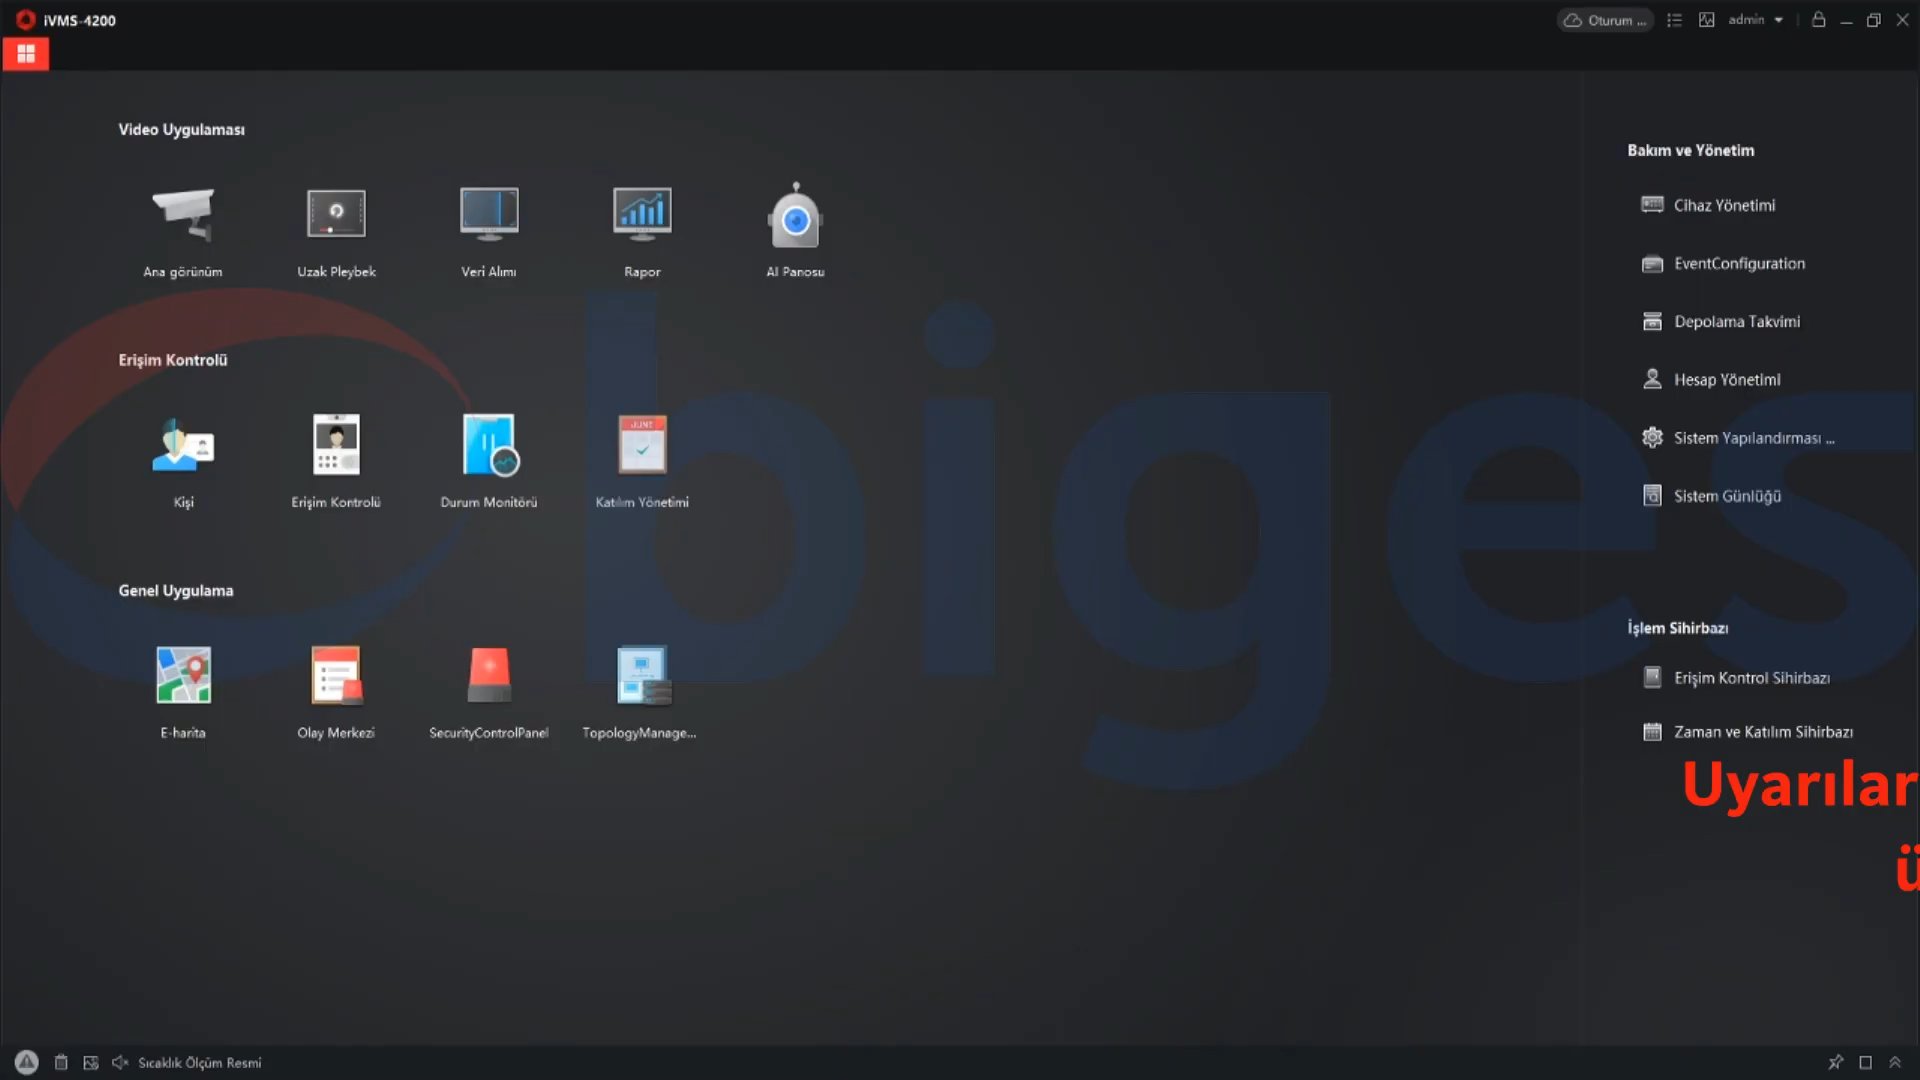 iVMS-4200
Oturum ...
admin
Video Uygulaması
Ana görünüm
Uzak Pleybek
Veri Alımı
Rapor
AI Panosu
Erişim Kontrolü
Kişi
Erişim Kontrolü
Durum Monitörü
JUNE
Katılım Yönetimi
Genel Uygulama
E-harita
Olay Merkezi
SecurityControlPanel
TopologyManage...
biges
Bakım ve Yönetim
Cihaz Yönetimi
EventConfiguration
Depolama Takvimi
Hesap Yönetimi
Sistem Yapılandırması ...
Sistem Günlüğü
İşlem Sihirbazı
Erişim Kontrol Sihirbazı
Zaman ve Katılım Sihirbazı
Uyarılar
ü
Sıcaklık Ölçüm Resmi